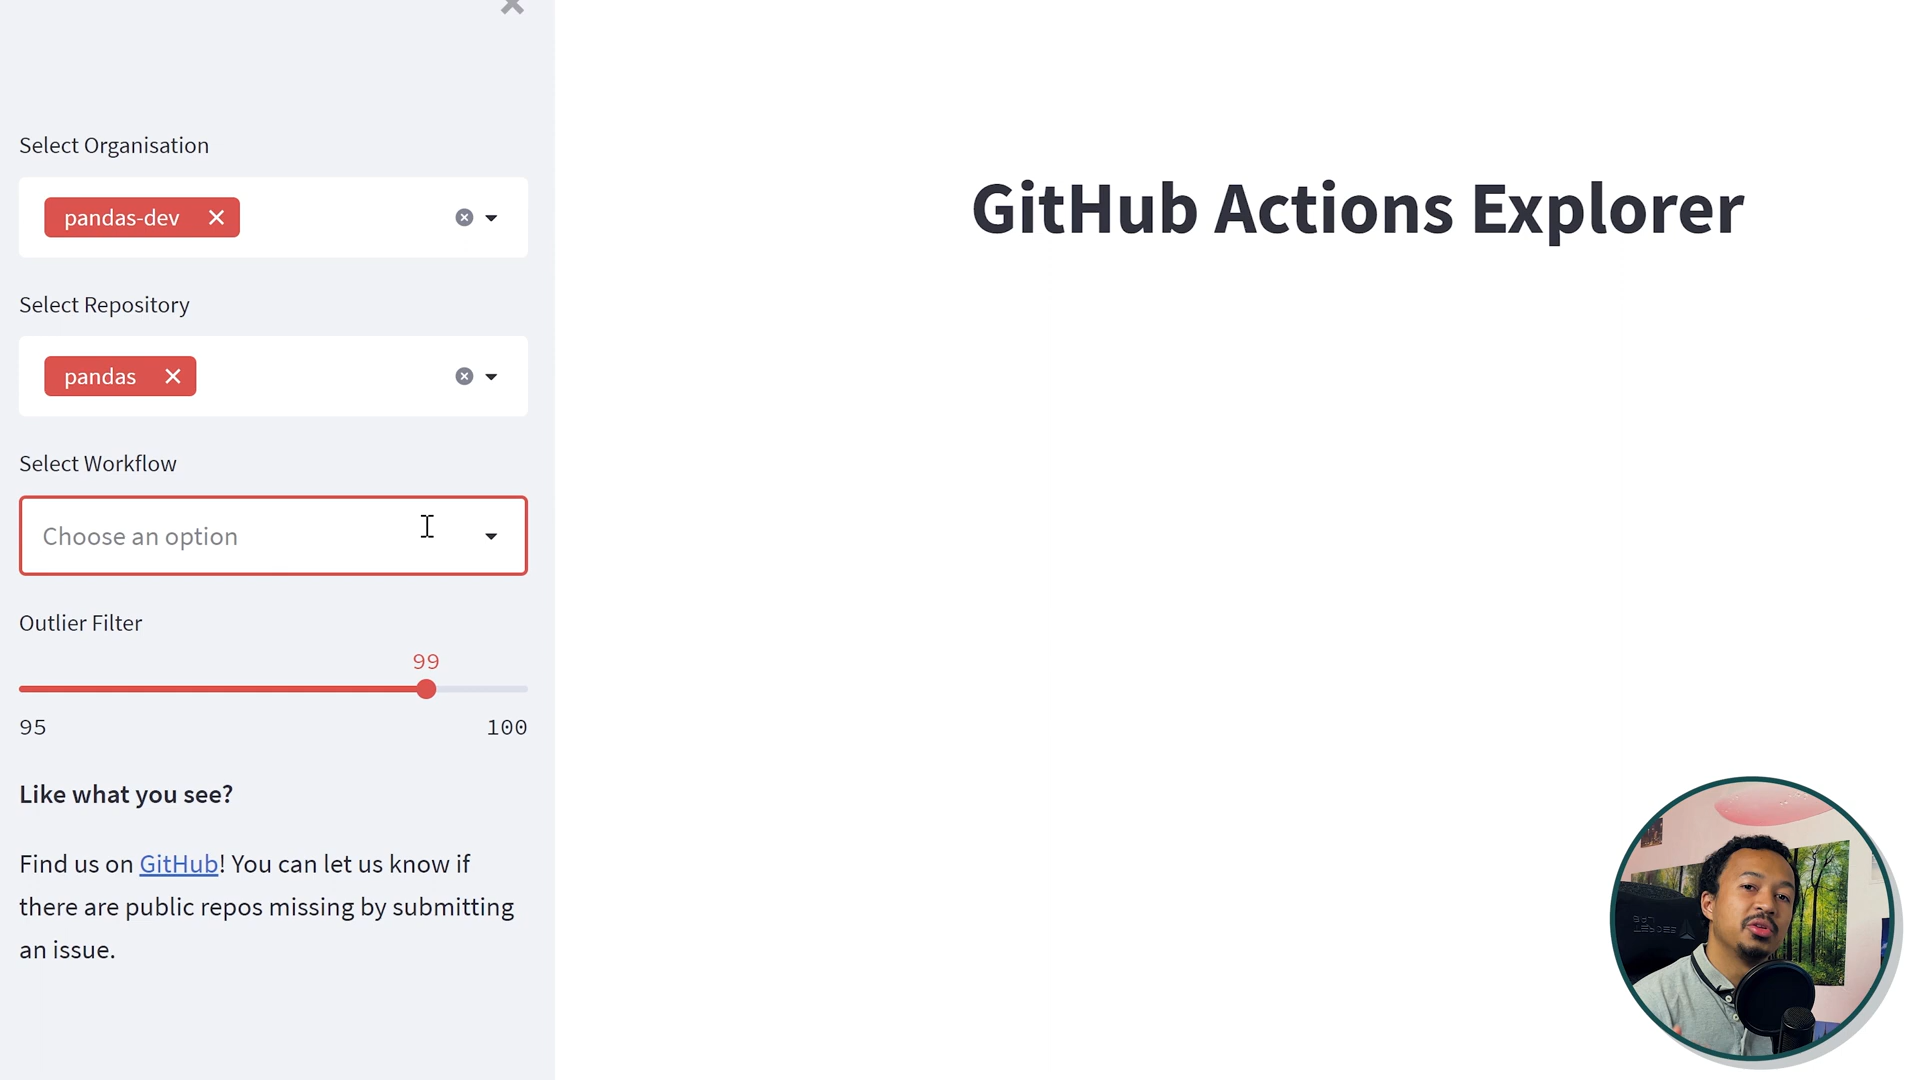 Select Organisation
pandas-dev
Select Repository
pandas
Select Workflow
Choose an option
Outlier Filter
99
95 100
Like what you see?
Find us on GitHub! You can let us know if
there are public repos missing by submitting
an issue.
GitHub Actions Explorer